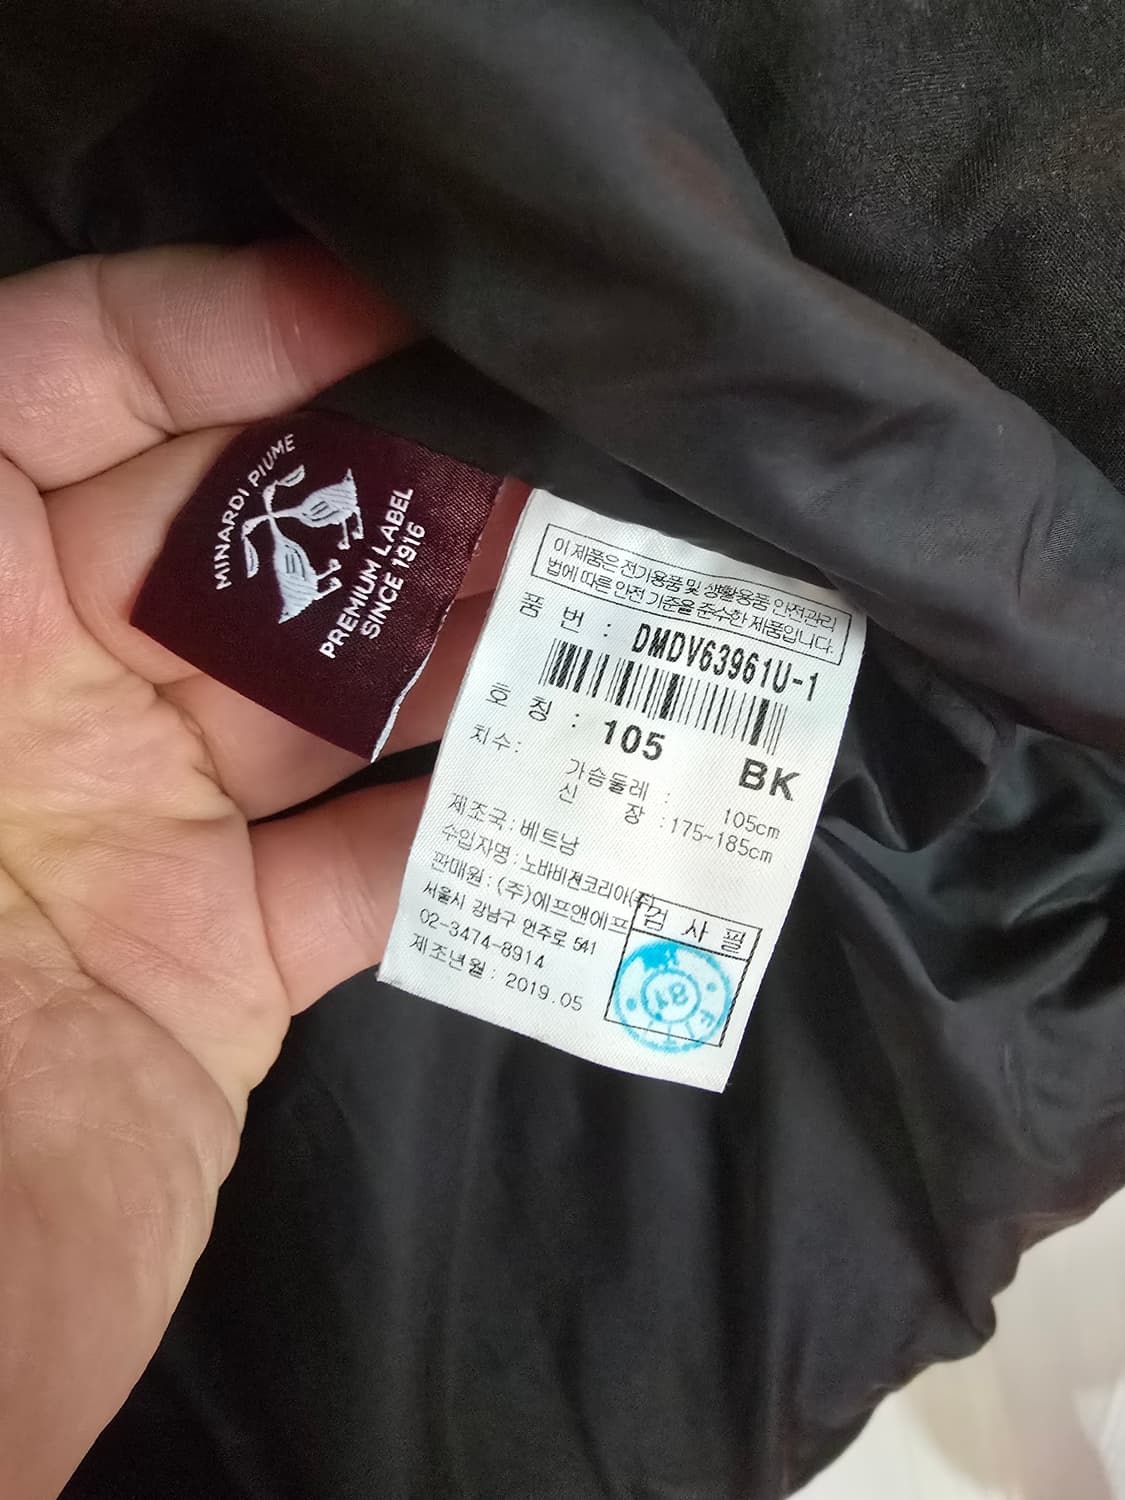 MINARDI PIUME
PREMIUM LABEL
SINCE 1916
이 제품은 전기용품 및 생활용품 안전관리
법에 따른 안전 기준을 준수한 제품입니다.
품 번 : DMDV63961U-1
호 칭 : 105 BK
치수:
가슴둘레 : 105cm
신 장 : 175~185cm
제조국 : 베트남
수입자명 : 노바비젼코리아(주)
판매원 : (주)에프앤에프
서울시 강남구 언주로 541
02-3474-8914
제조년월 : 2019.05
검 사 필
81
FITI